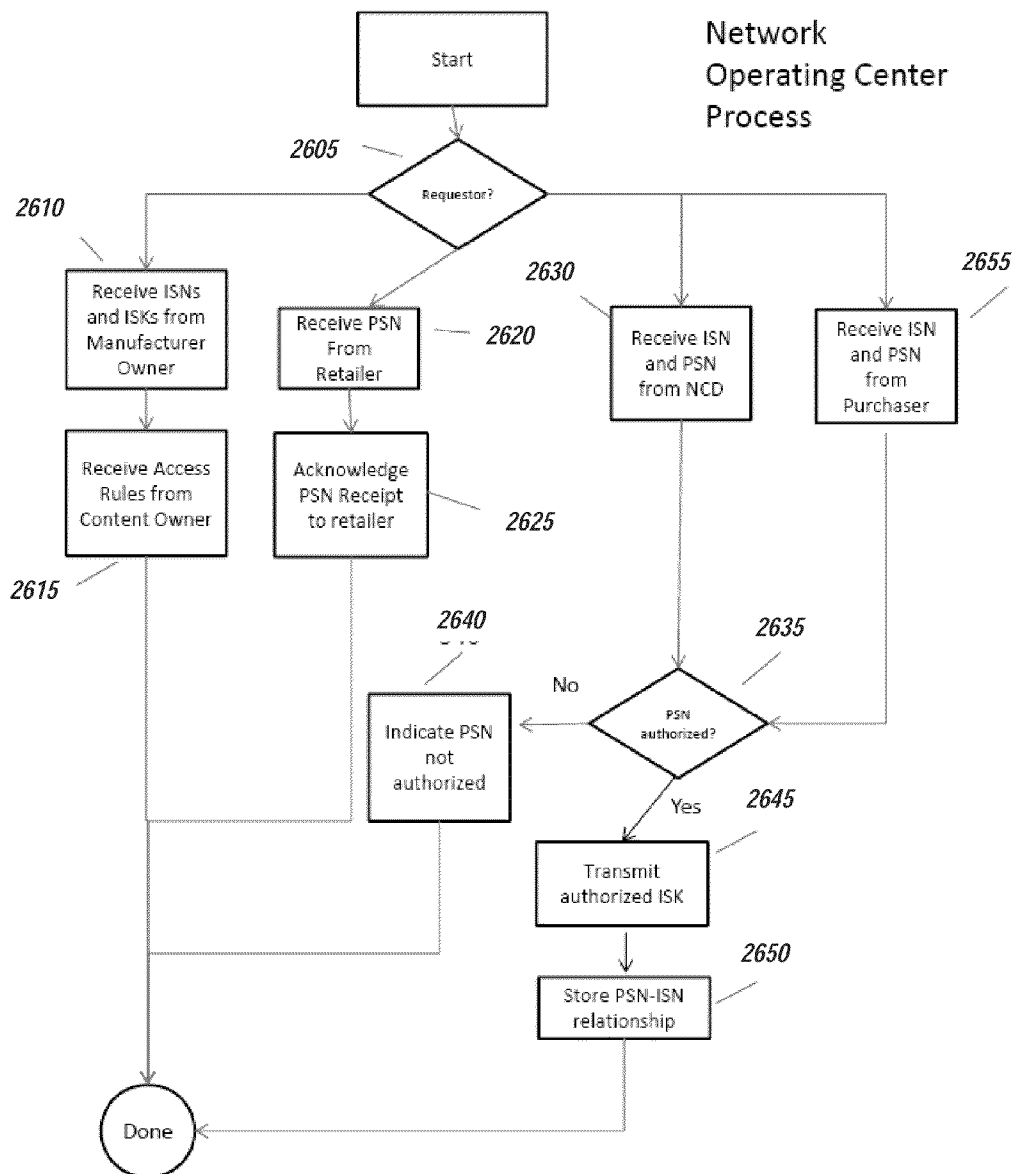 Start
Network
Operating Center
Process
2605
Requestor?
2610
2630
2655
Receive ISNs
and ISKs from
Manufacturer
Owner
Receive PSN
From
Retailer
2620
Receive ISN
and PSN
from NCD
Receive ISN
and PSN
from
Purchaser
Receive Access
Rules from
Content Owner
Acknowledge
PSN Receipt
to retailer
2625
2615
2640
2635
No
PSN
authorized?
Indicate PSN
not
authorized
Yes
2645
Transmit
authorized ISK
2650
Store PSN-ISN
relationship
Done